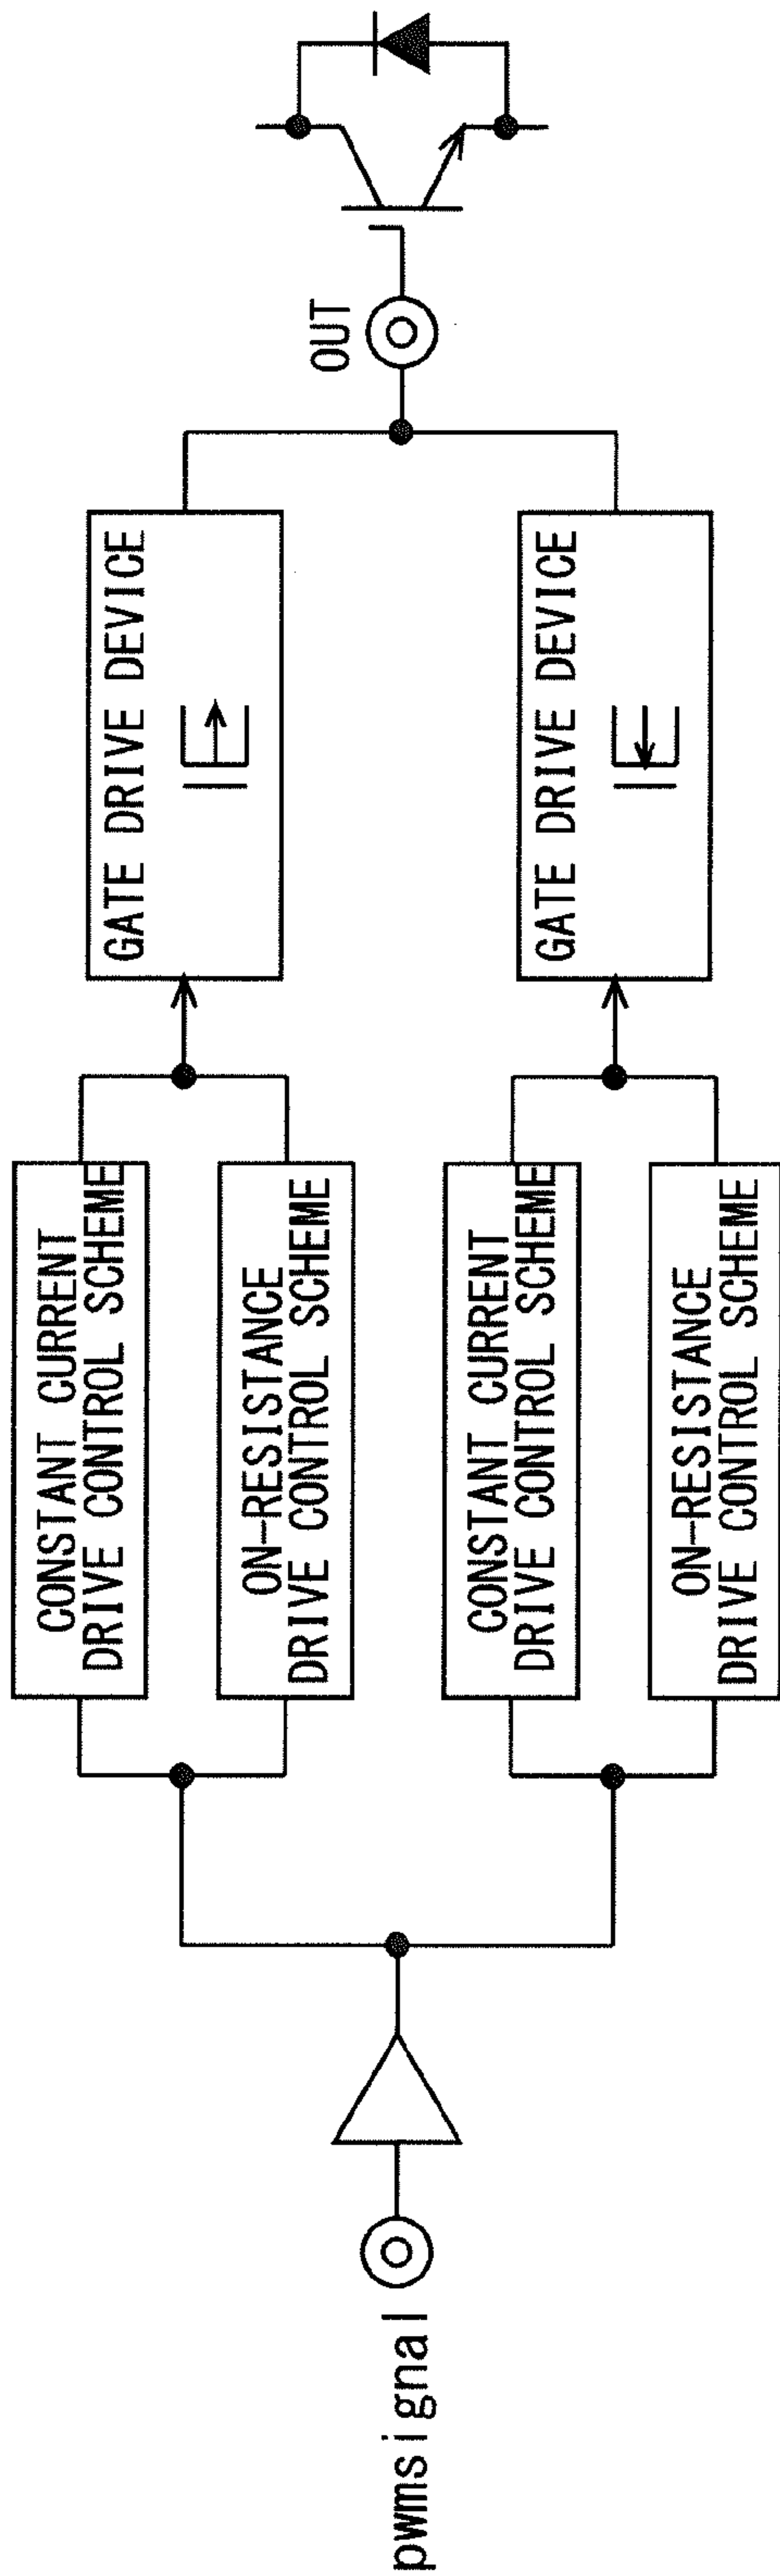 pwmsignal
CONSTANT CURRENT
DRIVE CONTROL SCHEME
ON-RESISTANCE
DRIVE CONTROL SCHEME
CONSTANT CURRENT
DRIVE CONTROL SCHEME
ON-RESISTANCE
DRIVE CONTROL SCHEME
GATE DRIVE DEVICE
GATE DRIVE DEVICE
OUT